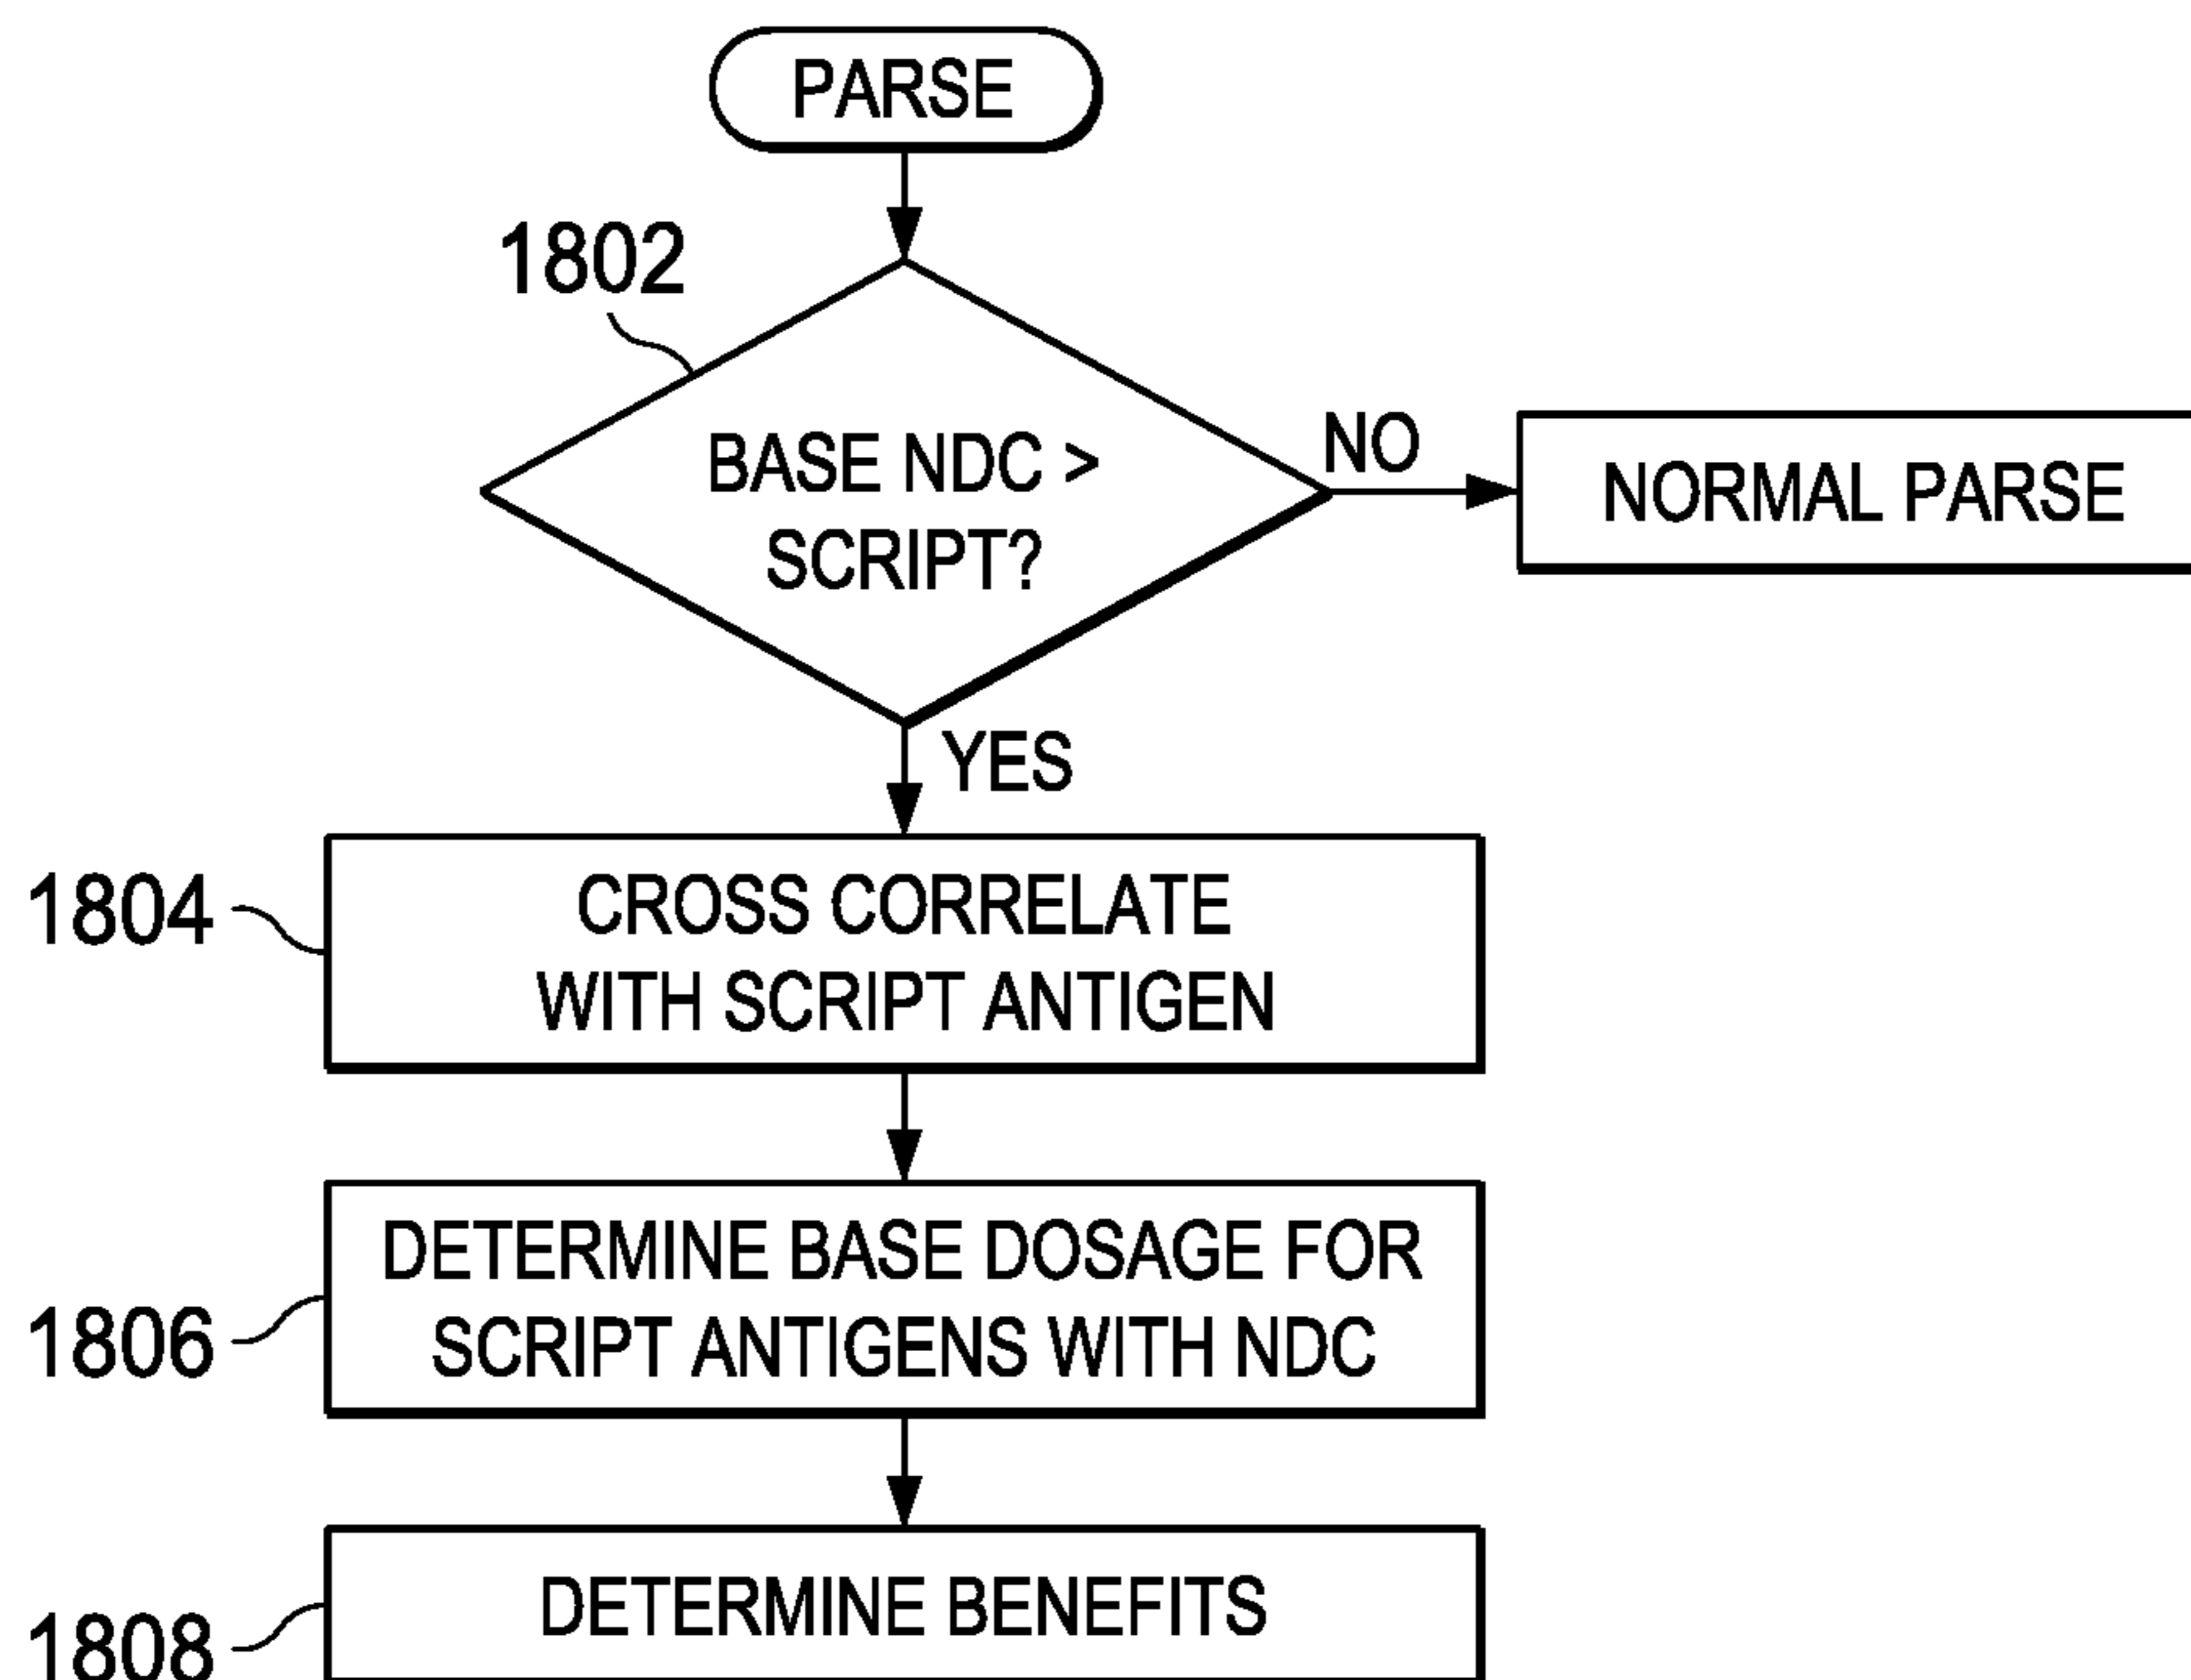 PARSE
1802
BASE NDC >
SCRIPT?
NO
NORMAL PARSE
YES
1804
CROSS CORRELATE
WITH SCRIPT ANTIGEN
DETERMINE BASE DOSAGE FOR
SCRIPT ANTIGENS WITH NDC
1806
DETERMINE BENEFITS
1808